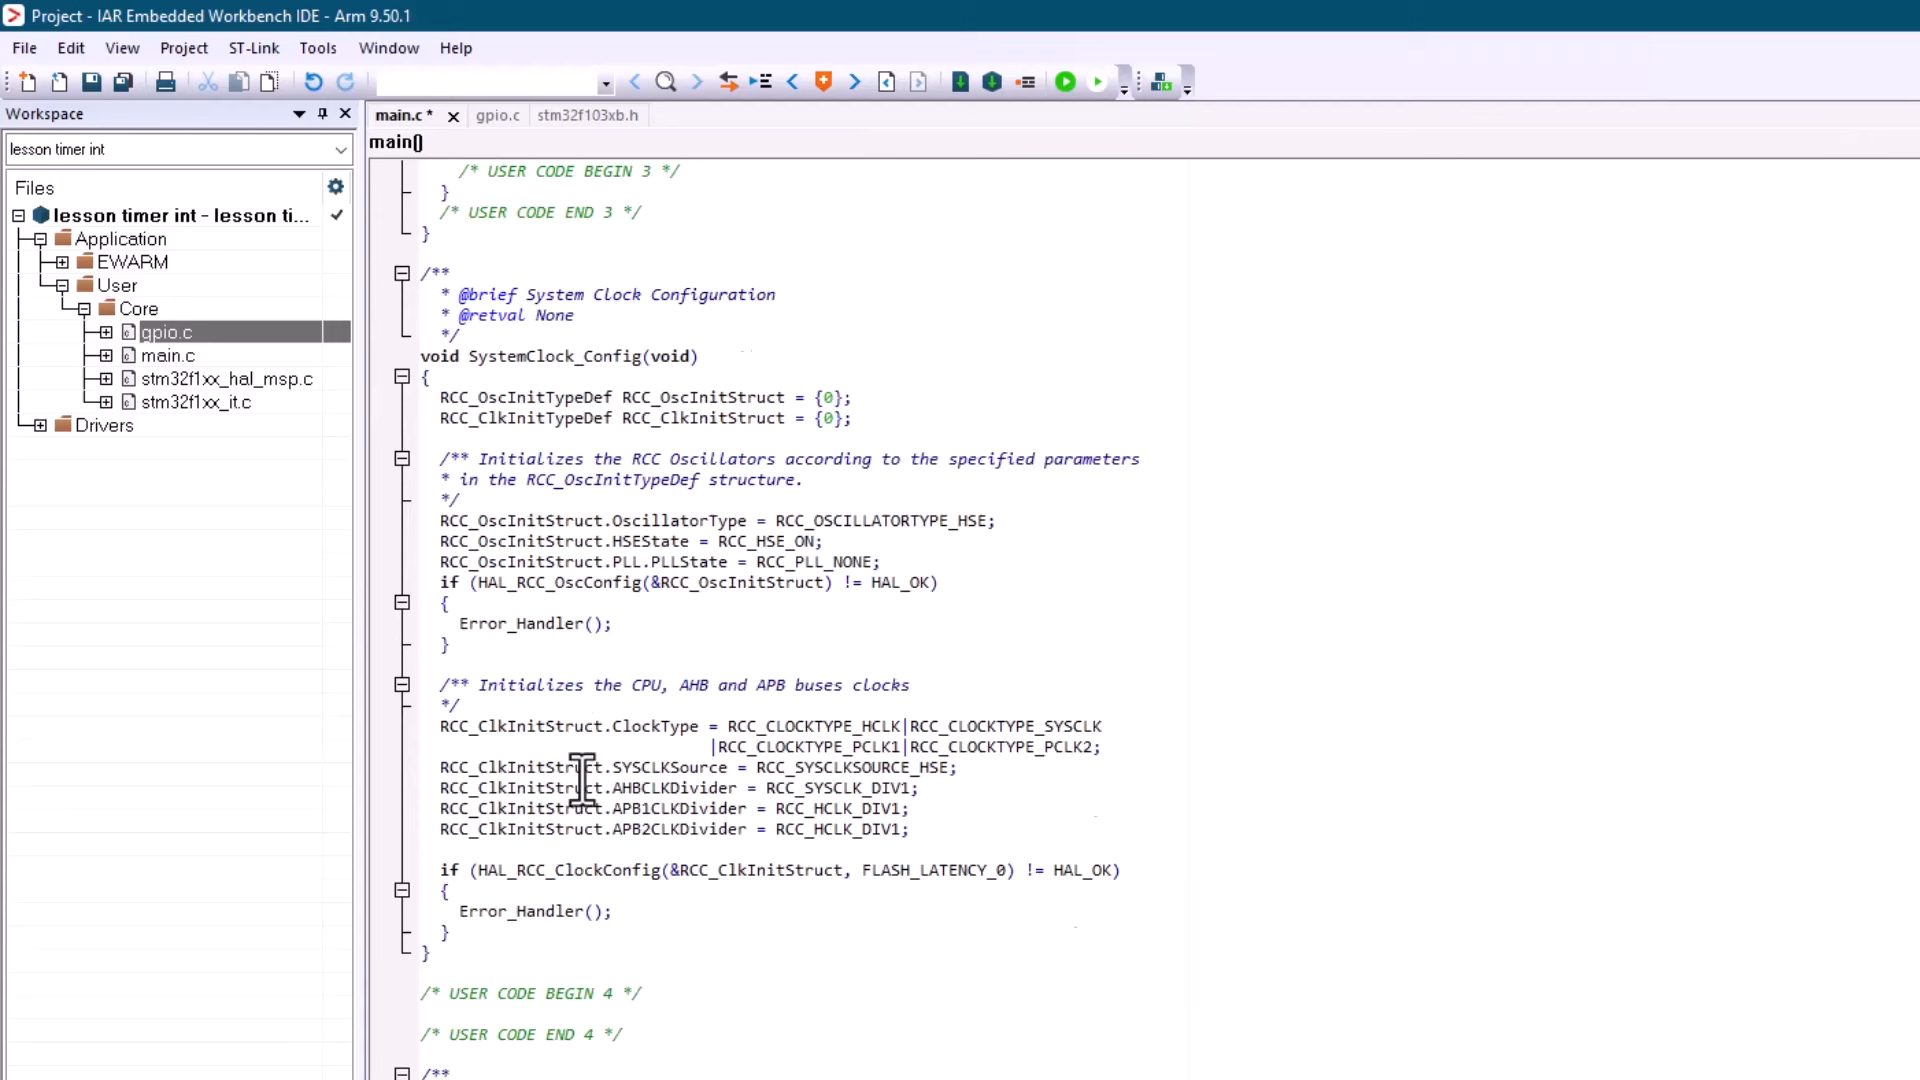 Project - IAR Embedded Workbench IDE - Arm 9.50.1
File Edit View Project ST-Link Tools Window Help
Workspace
lesson timer int
Files
lesson timer int - lesson ti...
Application
EWARM
User
Core
gpio.c
main.c
stm32f1xx_hal_msp.c
stm32f1xx_it.c
Drivers
main.c * gpio.c stm32f103xb.h
main()
/* USER CODE BEGIN 3 */
}
/* USER CODE END 3 */
}
/**
* @brief System Clock Configuration
* @retval None
*/
void SystemClock_Config(void)
{
RCC_OscInitTypeDef RCC_OscInitStruct = {0};
RCC_ClkInitTypeDef RCC_ClkInitStruct = {0};
/** Initializes the RCC Oscillators according to the specified parameters
* in the RCC_OscInitTypeDef structure.
*/
RCC_OscInitStruct.OscillatorType = RCC_OSCILLATORTYPE_HSE;
RCC_OscInitStruct.HSEState = RCC_HSE_ON;
RCC_OscInitStruct.PLL.PLLState = RCC_PLL_NONE;
if (HAL_RCC_OscConfig(&RCC_OscInitStruct) != HAL_OK)
{
Error_Handler();
}
/** Initializes the CPU, AHB and APB buses clocks
*/
RCC_ClkInitStruct.ClockType = RCC_CLOCKTYPE_HCLK|RCC_CLOCKTYPE_SYSCLK
|RCC_CLOCKTYPE_PCLK1|RCC_CLOCKTYPE_PCLK2;
RCC_ClkInitStruct.SYSCLKSource = RCC_SYSCLKSOURCE_HSE;
RCC_ClkInitStruct.AHBCLKDivider = RCC_SYSCLK_DIV1;
RCC_ClkInitStruct.APB1CLKDivider = RCC_HCLK_DIV1;
RCC_ClkInitStruct.APB2CLKDivider = RCC_HCLK_DIV1;
if (HAL_RCC_ClockConfig(&RCC_ClkInitStruct, FLASH_LATENCY_0) != HAL_OK)
{
Error_Handler();
}
}
/* USER CODE BEGIN 4 */
/* USER CODE END 4 */
/**